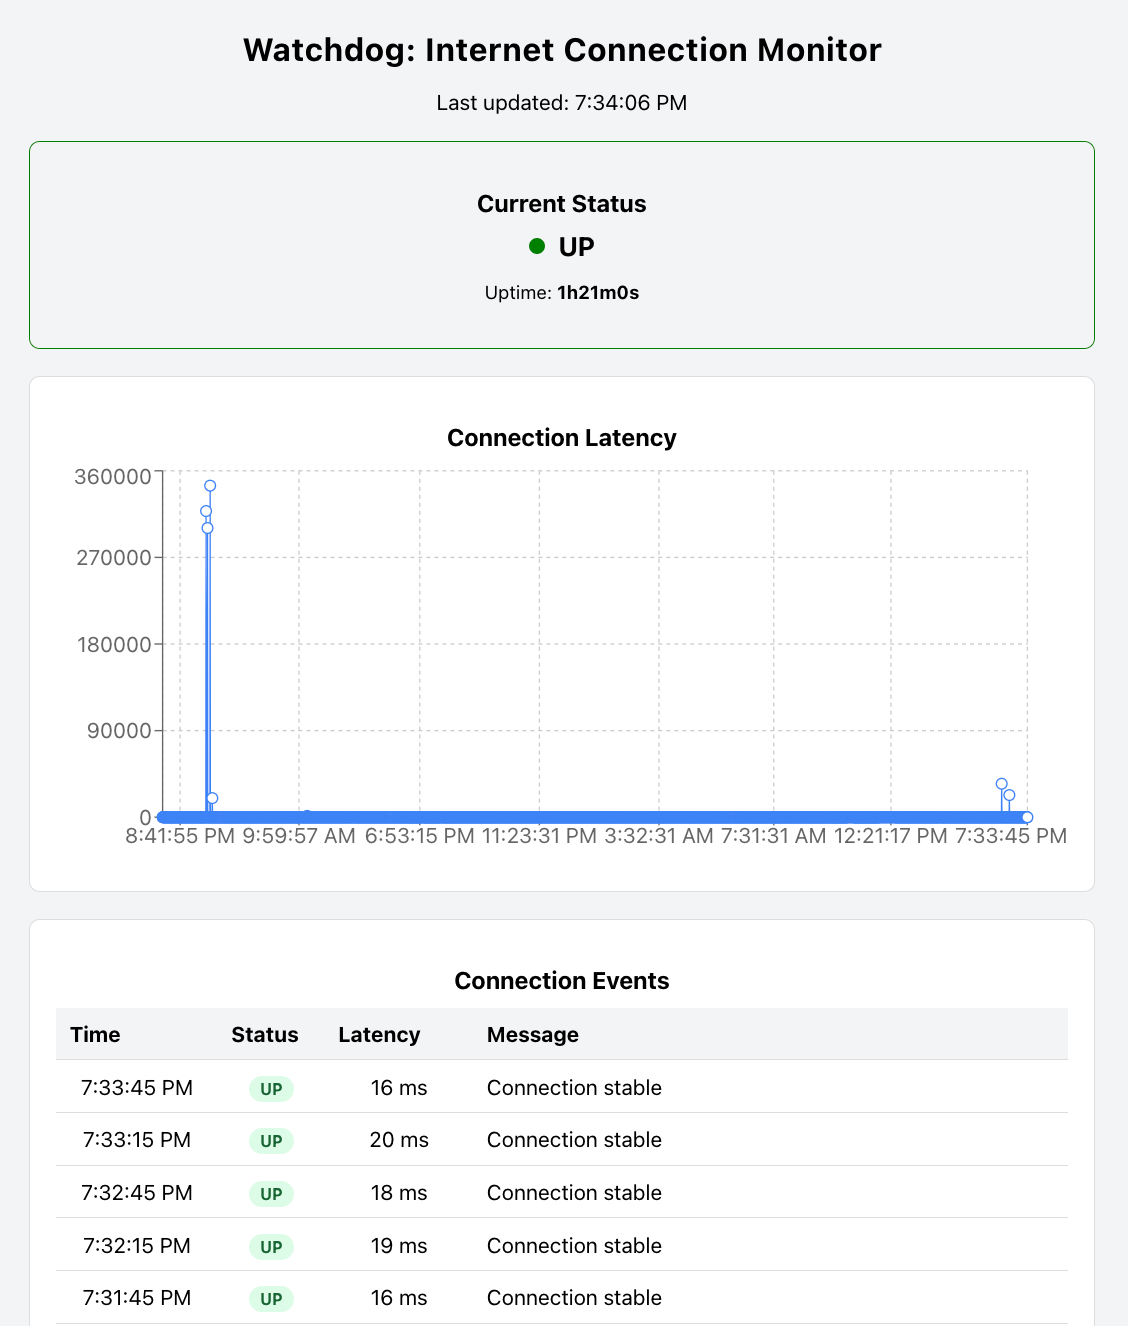 Watchdog: Internet Connection Monitor
Last updated: 7:34:06 PM
Current Status
UP
Uptime: 1h21m0s
Connection Latency
360000
270000
180000
90000
0
8:41:55 PM 9:59:57 AM 6:53:15 PM 11:23:31 PM 3:32:31 AM 7:31:31 AM 12:21:17 PM 7:33:45 PM
Connection Events
Time Status Latency Message
7:33:45 PM UP 16 ms Connection stable
7:33:15 PM UP 20 ms Connection stable
7:32:45 PM UP 18 ms Connection stable
7:32:15 PM UP 19 ms Connection stable
7:31:45 PM UP 16 ms Connection stable